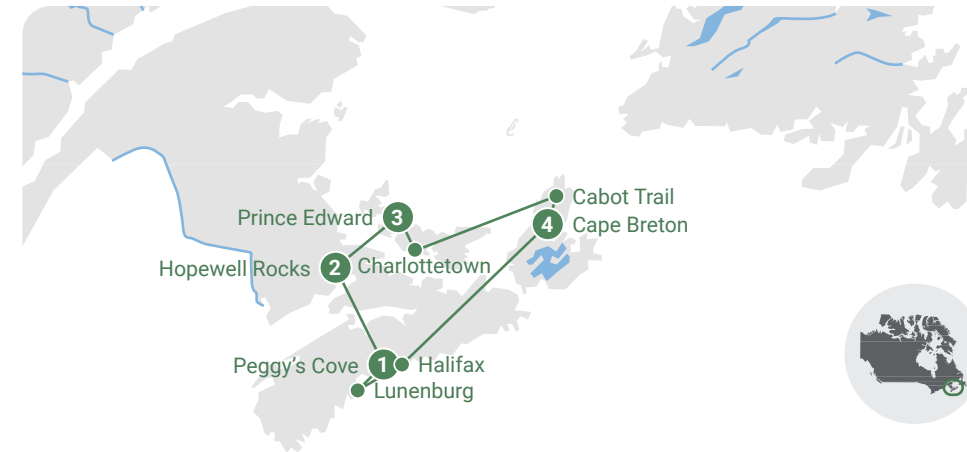 Cabot Trail
Prince Edward 3
4 Cape Breton
Hopewell Rocks 2 Charlottetown
Peggy's Cove 1 Halifax
Lunenburg